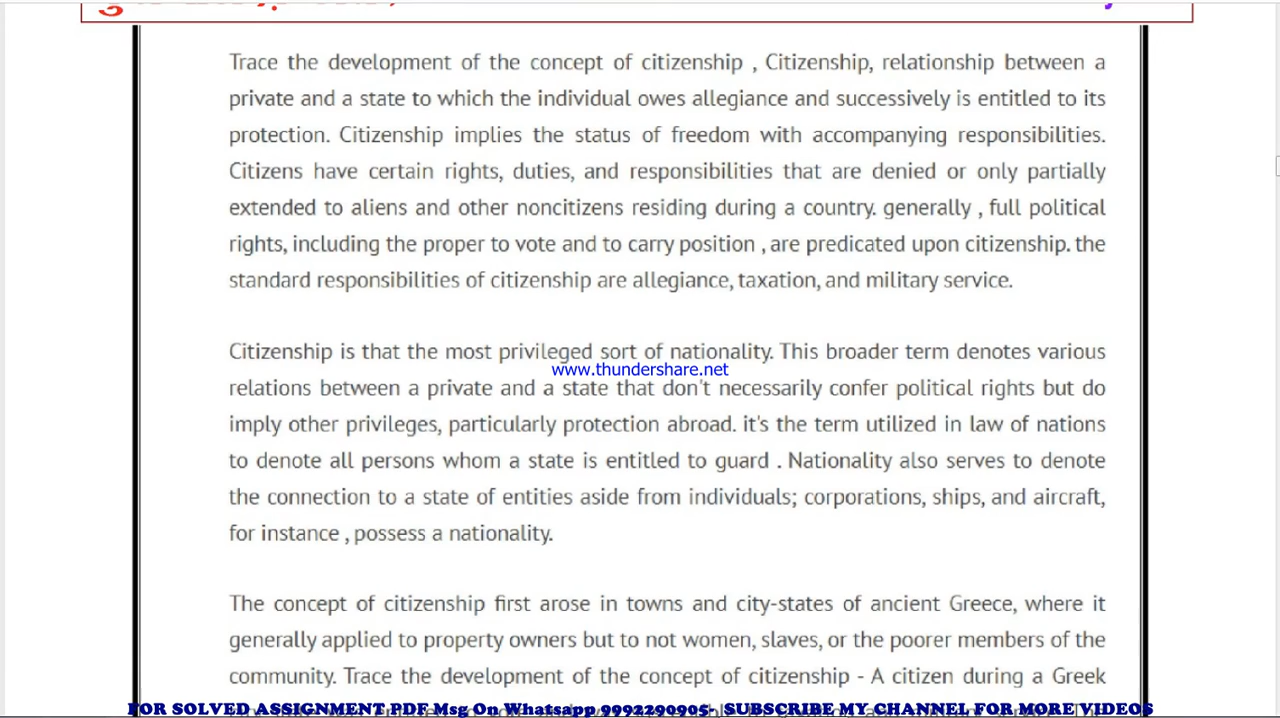 Trace the development of the concept of citizenship , Citizenship, relationship between a
private and a state to which the individual owes allegiance and successively is entitled to its
protection. Citizenship implies the status of freedom with accompanying responsibilities.
Citizens have certain rights, duties, and responsibilities that are denied or only partially
extended to aliens and other noncitizens residing during a country. generally , full political
rights, including the proper to vote and to carry position , are predicated upon citizenship. the
standard responsibilities of citizenship are allegiance, taxation, and military service.
Citizenship is that the most privileged sort of nationality. This broader term denotes various
www.thundershare.net
relations between a private and a state that don't necessarily confer political rights but do
imply other privileges, particularly protection abroad. it's the term utilized in law of nations
to denote all persons whom a state is entitled to guard . Nationality also serves to denote
the connection to a state of entities aside from individuals; corporations, ships, and aircraft,
for instance , possess a nationality.
The concept of citizenship first arose in towns and city-states of ancient Greece, where it
generally applied to property owners but to not women, slaves, or the poorer members of the
community. Trace the development of the concept of citizenship - A citizen during a Greek
FOR SOLVED ASSIGNMENT PDF Msg On Whatsapp 9992290905- SUBSCRIBE MY CHANNEL FOR MORE VIDEOS